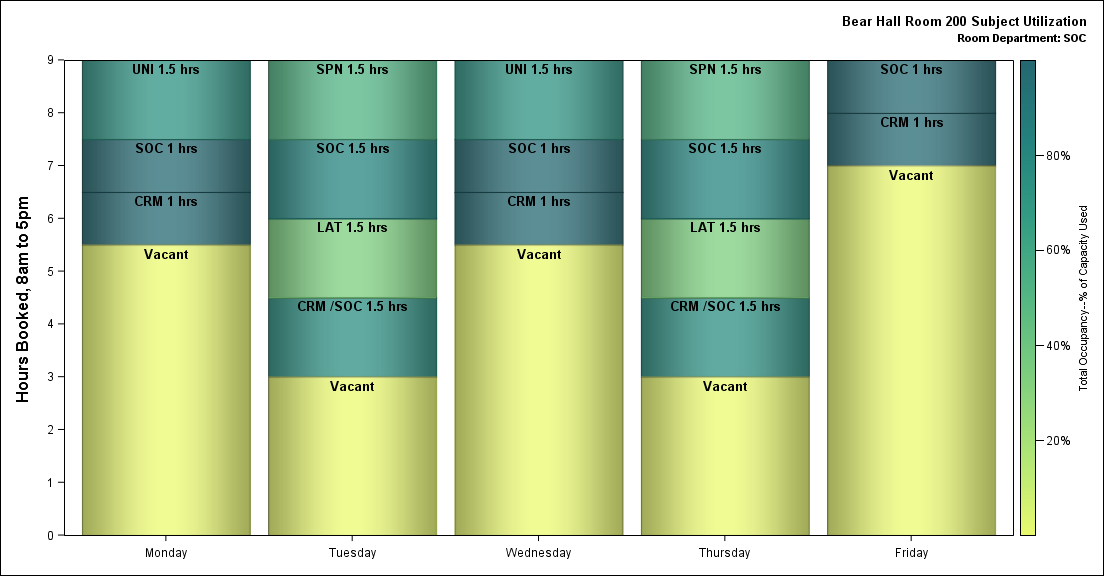 Bear Hall Room 200 Subject Utilization
Room Department: SOC
Hours Booked, 8am to 5pm
9
8
7
6
5
4
3
2
1
0
UNI 1.5 hrs
SOC 1 hrs
CRM 1 hrs
Vacant
SPN 1.5 hrs
SOC 1.5 hrs
LAT 1.5 hrs
CRM /SOC 1.5 hrs
Vacant
UNI 1.5 hrs
SOC 1 hrs
CRM 1 hrs
Vacant
SPN 1.5 hrs
SOC 1.5 hrs
LAT 1.5 hrs
CRM /SOC 1.5 hrs
Vacant
SOC 1 hrs
CRM 1 hrs
Vacant
Monday
Tuesday
Wednesday
Thursday
Friday
80%
60%
40%
20%
Total Occupancy--% of Capacity Used